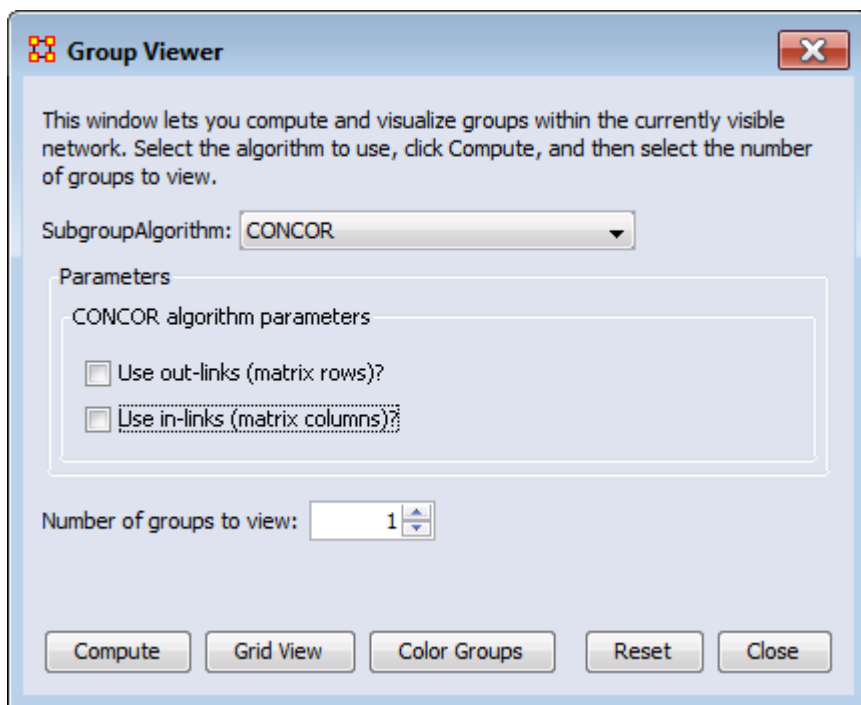 Group Viewer
This window lets you compute and visualize groups within the currently visible
network. Select the algorithm to use, click Compute, and then select the number
of groups to view.
SubgroupAlgorithm: CONCOR
Parameters
CONCOR algorithm parameters
Use out-links (matrix rows)?
Use in-links (matrix columns)?
Number of groups to view: 1
Compute Grid View Color Groups Reset Close